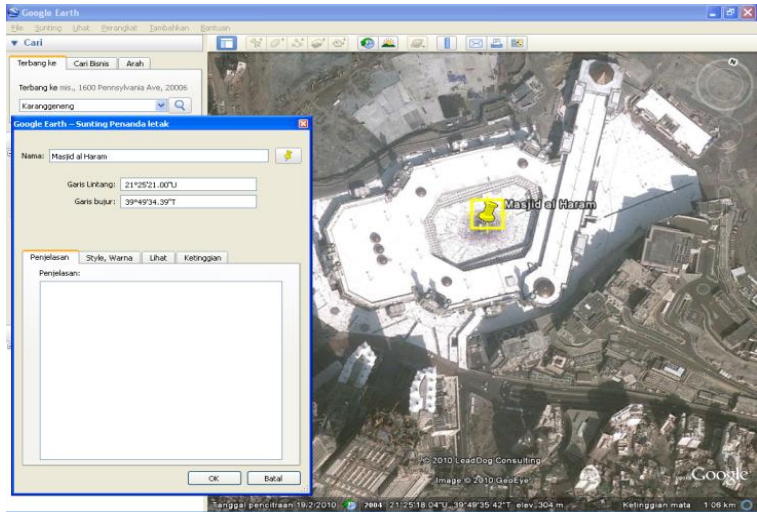 Google Earth
File Sunting Lihat Perangkat Tambahkan Bantuan
Cari
Terbang ke Cari Bisnis Arah
Terbang ke mis., 1600 Pennsylvania Ave, 20006
Karanggeneng
Google Earth - Sunting Penanda letak
Nama: Masjid al Haram
Garis Lintang: 21°25'21.00"U
Garis bujur: 39°49'34.39"T
Penjelasan Style, Warna Lihat Ketinggian
Penjelasan:
OK Batal
Masjid al Haram
N
© 2010 LeadDog Consulting
Image © 2010 GeoEye
Google
Tanggal pencitraan 19/2/2010 2004 21°25'18.04"U 39°49'35.42"T elev 304 m Ketinggian mata 1.06 km